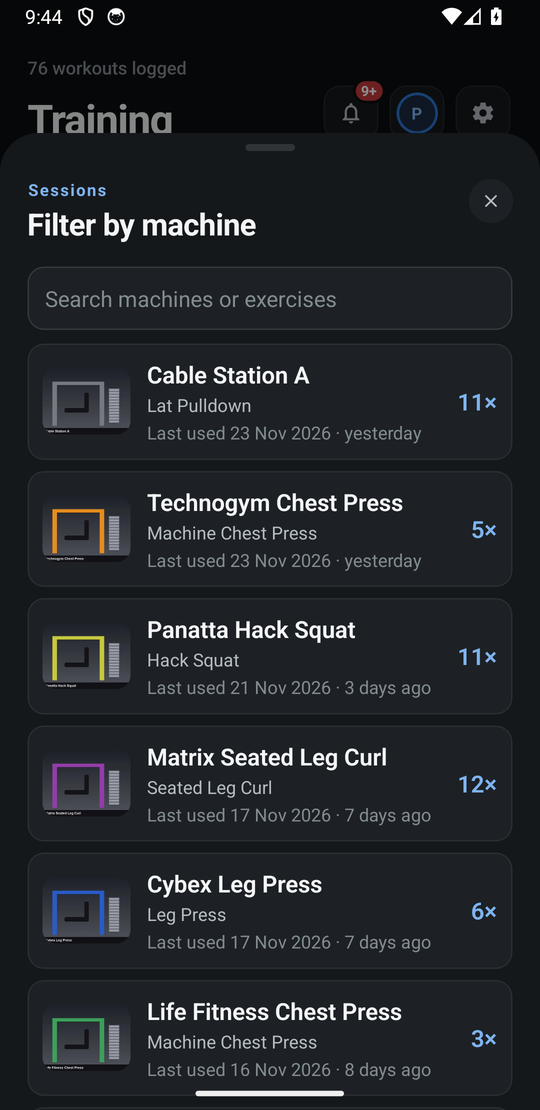 9:44
76 workouts logged
Training
9+
P
Sessions
Filter by machine
Search machines or exercises
Cable Station A
Lat Pulldown
Last used 23 Nov 2026 · yesterday
11×
Technogym Chest Press
Machine Chest Press
Last used 23 Nov 2026 · yesterday
5×
Panatta Hack Squat
Hack Squat
Last used 21 Nov 2026 · 3 days ago
11×
Matrix Seated Leg Curl
Seated Leg Curl
Last used 17 Nov 2026 · 7 days ago
12×
Cybex Leg Press
Leg Press
Last used 17 Nov 2026 · 7 days ago
6×
Life Fitness Chest Press
Machine Chest Press
Last used 16 Nov 2026 · 8 days ago
3×